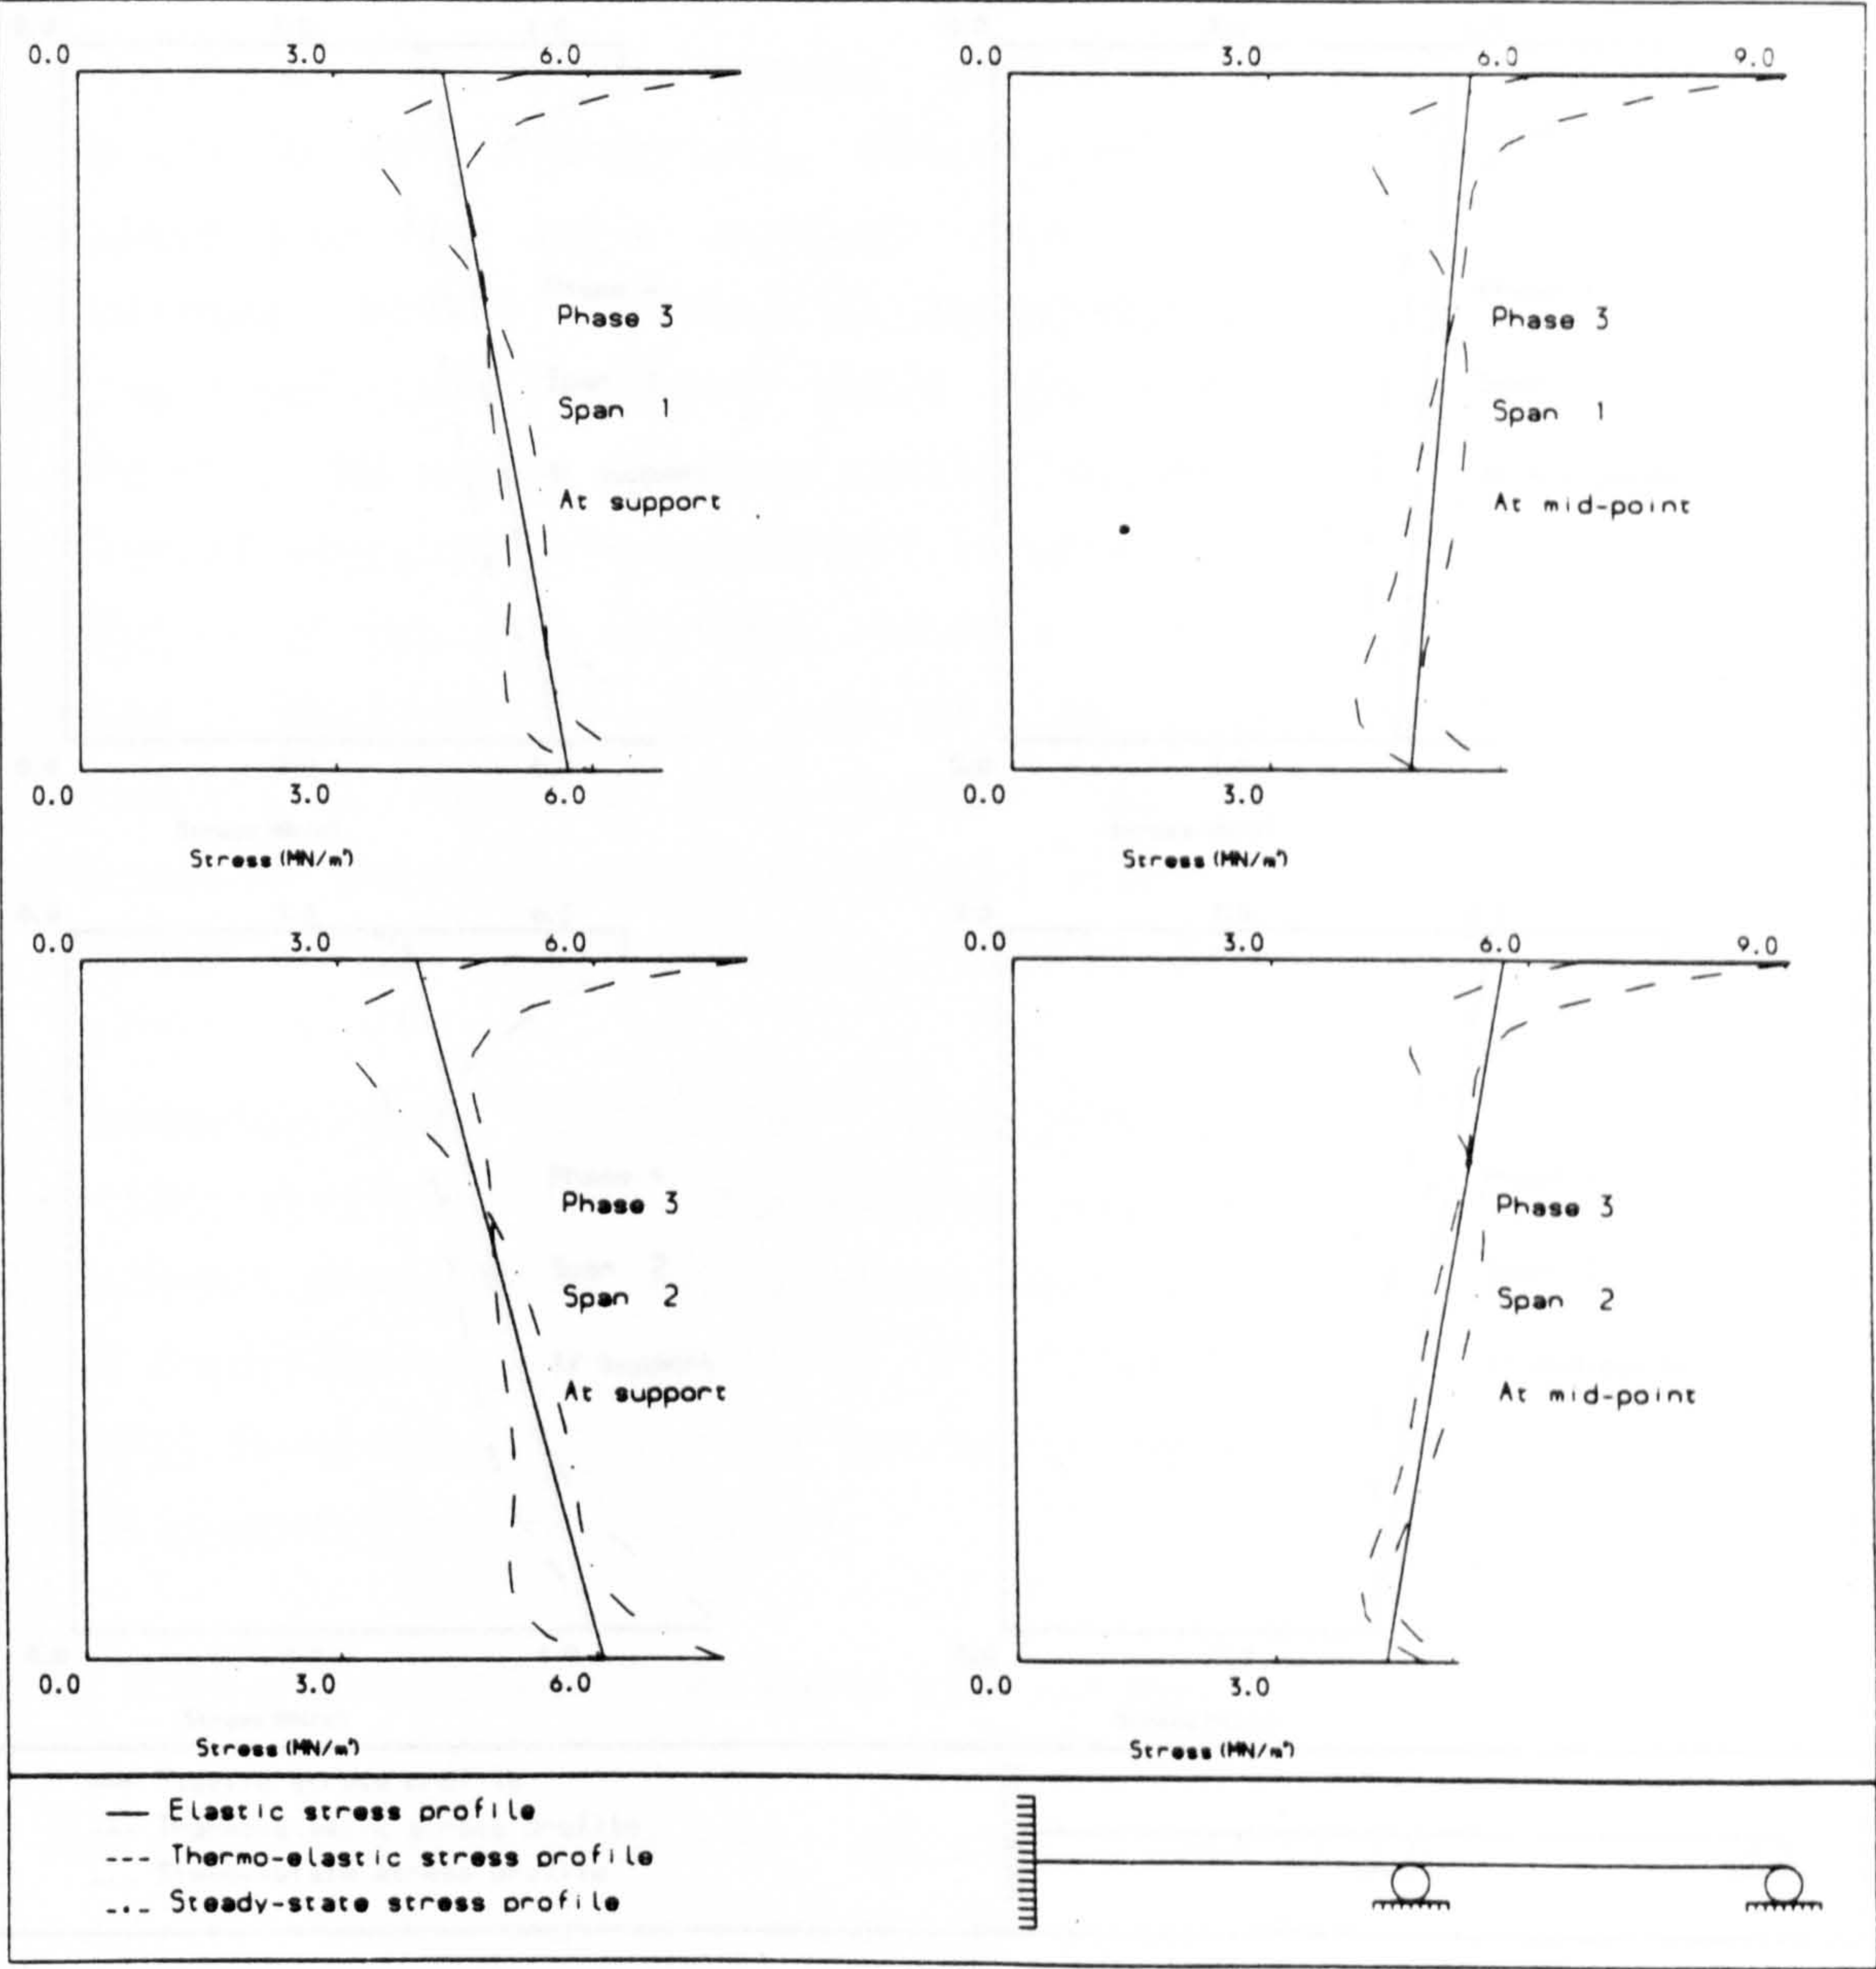 0.0 3.0 6.0
Phase 3
Span 1
At support
0.0 3.0 6.0
Stress (MN/m²)
0.0 3.0 6.0 9.0
Phase 3
Span 1
At mid-point
0.0 3.0
Stress (MN/m²)
0.0 3.0 6.0
Phase 3
Span 2
At support
0.0 3.0 6.0
Stress (MN/m²)
0.0 3.0 6.0 9.0
Phase 3
Span 2
At mid-point
0.0 3.0
Stress (MN/m²)
Elastic stress profile
Thermo-elastic stress profile
Steady-state stress profile